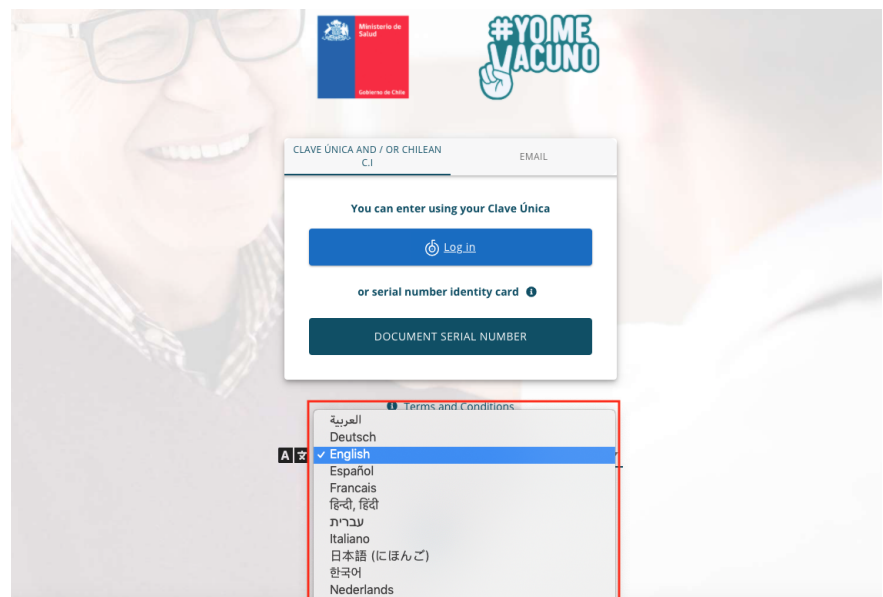 Ministerio de
Salud
Gobierno de Chile
#YO ME
VACUNO
CLAVE ÚNICA AND / OR CHILEAN
C.I
EMAIL
You can enter using your Clave Única
Log in
or serial number identity card
DOCUMENT SERIAL NUMBER
Terms and Conditions
العربية
Deutsch
A 文
✓ English
Español
Francais
हिन्दी, हिंदी
עברית
Italiano
日本語 (にほんご)
한국어
Nederlands